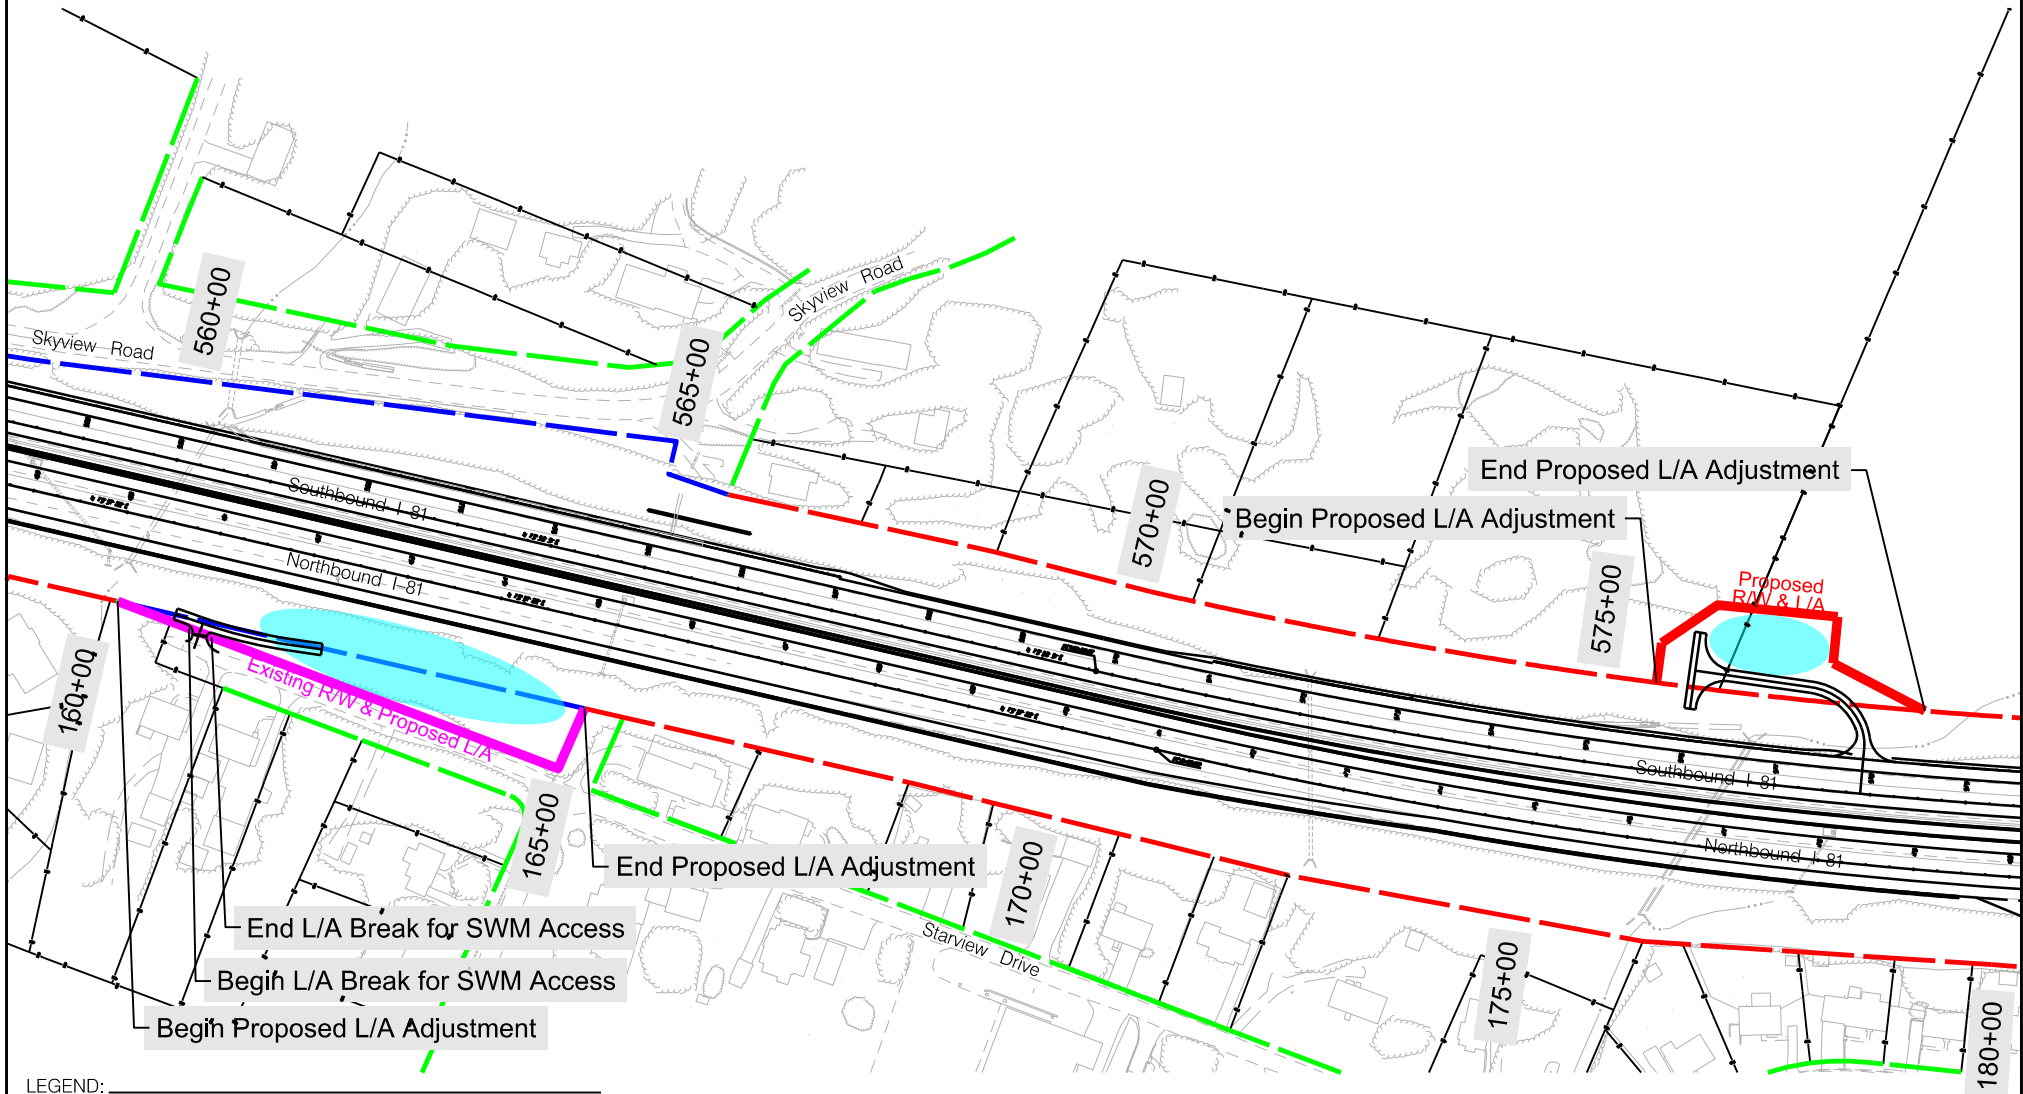 560+00
Skyview Road
Skyview Road
565+00
End Proposed L/A Adjustment
Begin Proposed L/A Adjustment
570+00
575+00
Proposed
R/W & L/A
Southbound I-81
Northbound I-81
160+00
Existing R/W & Proposed L/A
Southbound I-81
Northbound I-81
165+00
End Proposed L/A Adjustment
170+00
End L/A Break for SWM Access
Begin L/A Break for SWM Access
Begin Proposed L/A Adjustment
Starview Drive
175+00
180+00
LEGEND: